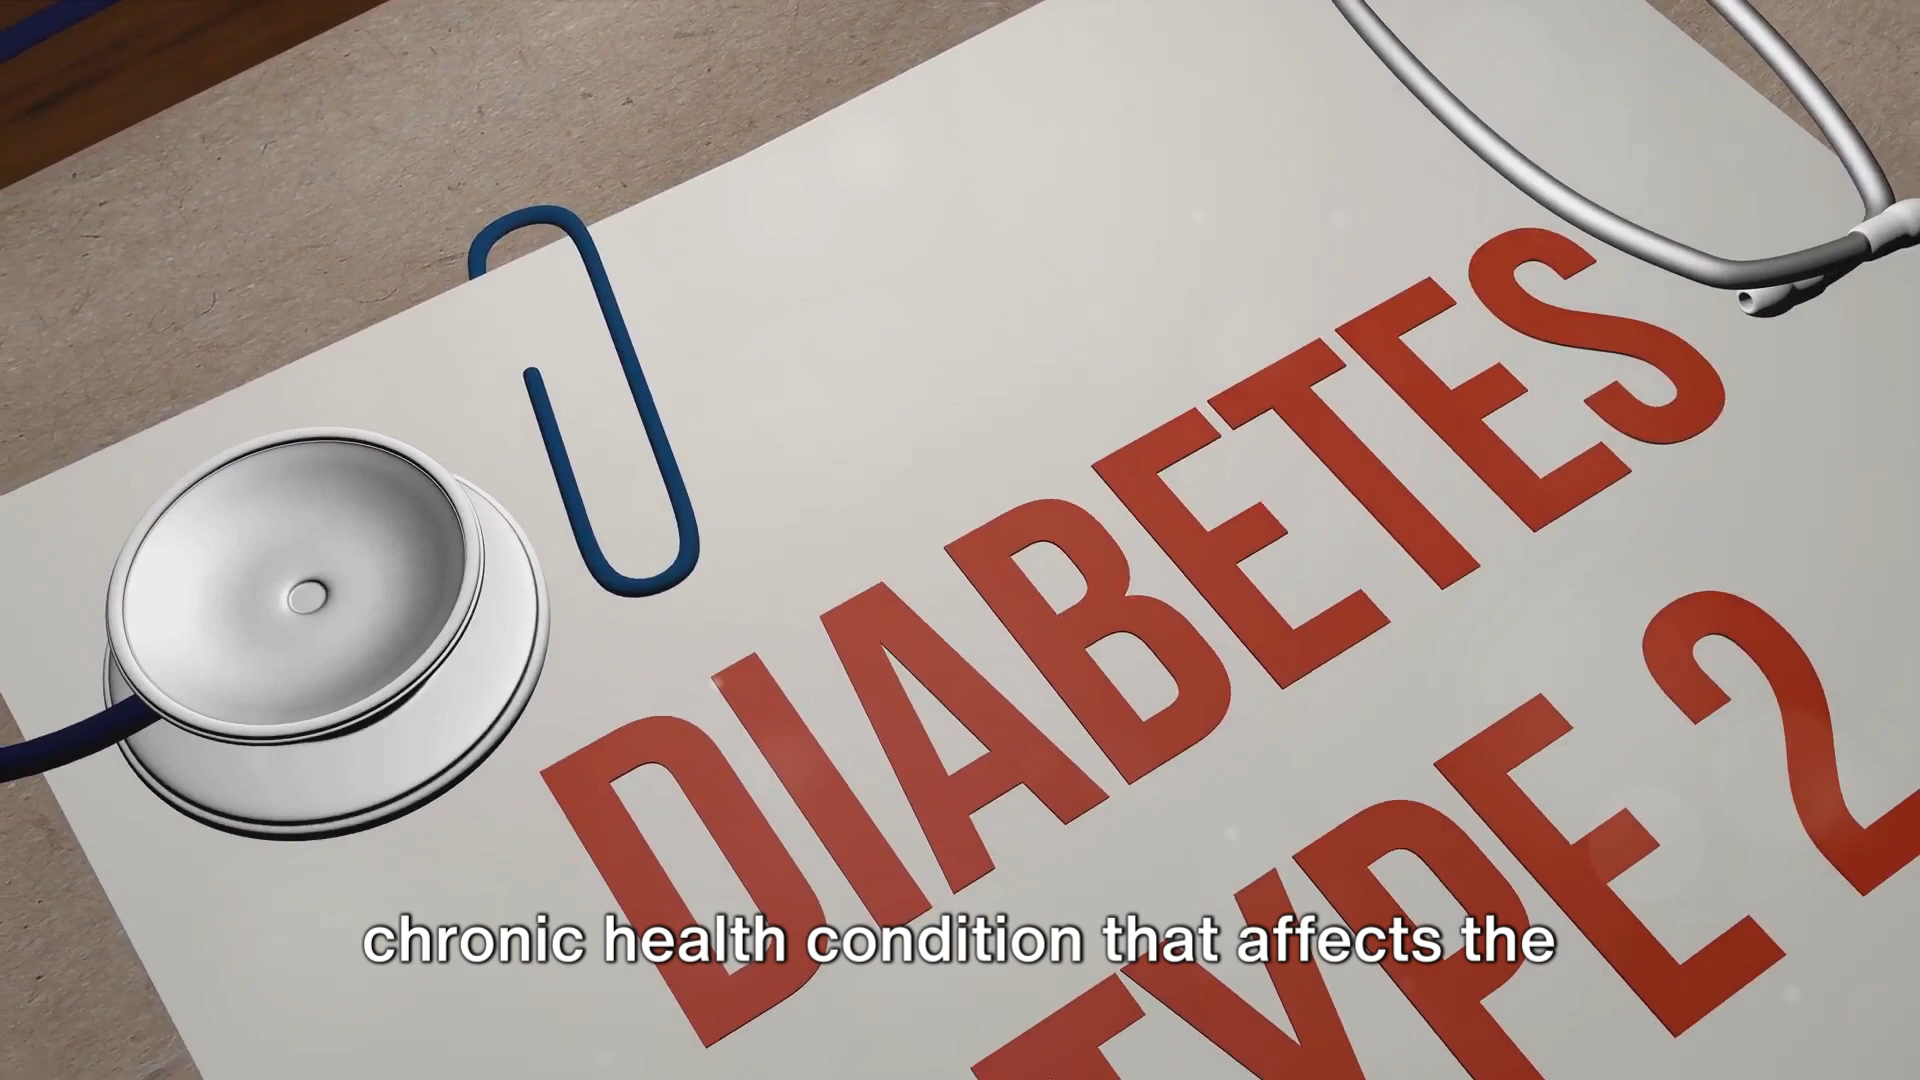 DIABETES
TYPE 2
chronic health condition that affects the